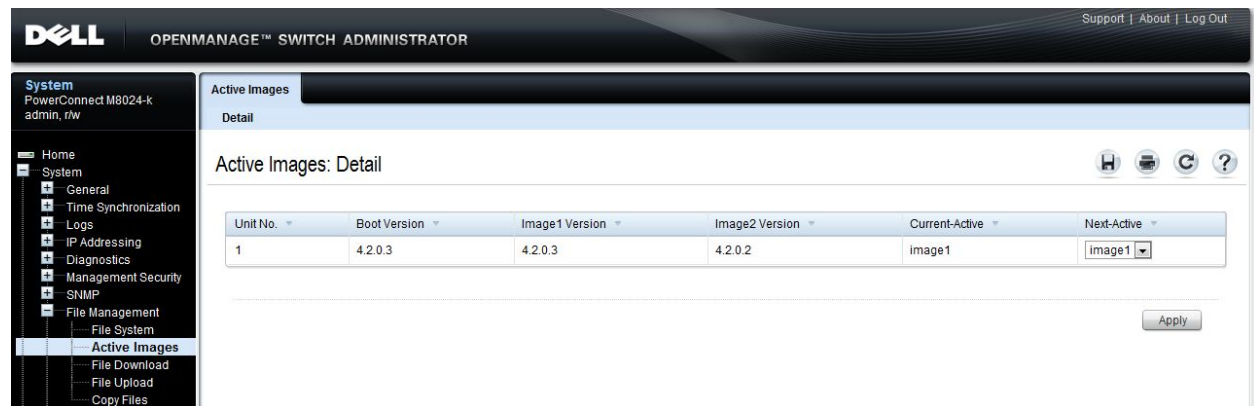 Support | About | Log Out
DELL
OPENMANAGE™ SWITCH ADMINISTRATOR
System
PowerConnect M8024-k
admin, r/w
Home
System
General
Time Synchronization
Logs
IP Addressing
Diagnostics
Management Security
SNMP
File Management
File System
Active Images
File Download
File Upload
Copy Files
Active Images
Detail
Active Images: Detail
Unit No. Boot Version Image1 Version Image2 Version Current-Active Next-Active
1 4.2.0.3 4.2.0.3 4.2.0.2 image1 image1
Apply